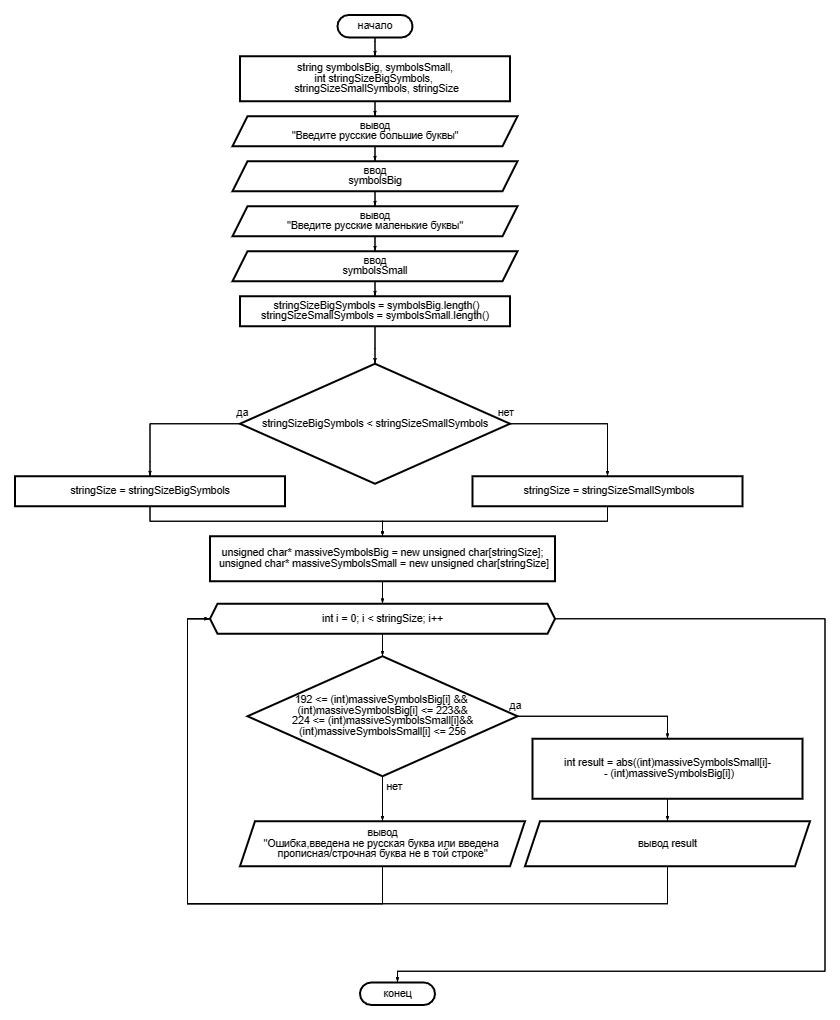 начало
string symbolsBig, symbolsSmall,
int stringSizeBigSymbols,
stringSizeSmallSymbols, stringSize
вывод
"Введите русские большие буквы"
ввод
symbolsBig
вывод
"Введите русские маленькие буквы"
ввод
symbolsSmall
stringSizeBigSymbols = symbolsBig.length()
stringSizeSmallSymbols = symbolsSmall.length()
да
нет
stringSizeBigSymbols < stringSizeSmallSymbols
stringSize = stringSizeBigSymbols
stringSize = stringSizeSmallSymbols
unsigned char* massiveSymbolsBig = new unsigned char[stringSize];
unsigned char* massiveSymbolsSmall = new unsigned char[stringSize]
int i = 0; i < stringSize; i++
192 <= (int)massiveSymbolsBig[i] &&
(int)massiveSymbolsBig[i] <= 223&&
224 <= (int)massiveSymbolsSmall[i]&&
(int)massiveSymbolsSmall[i] <= 256
да
int result = abs((int)massiveSymbolsSmall[i]-
- (int)massiveSymbolsBig[i])
нет
вывод
"Ошибка,введена не русская буква или введена
прописная/строчная буква не в той строке"
вывод result
конец